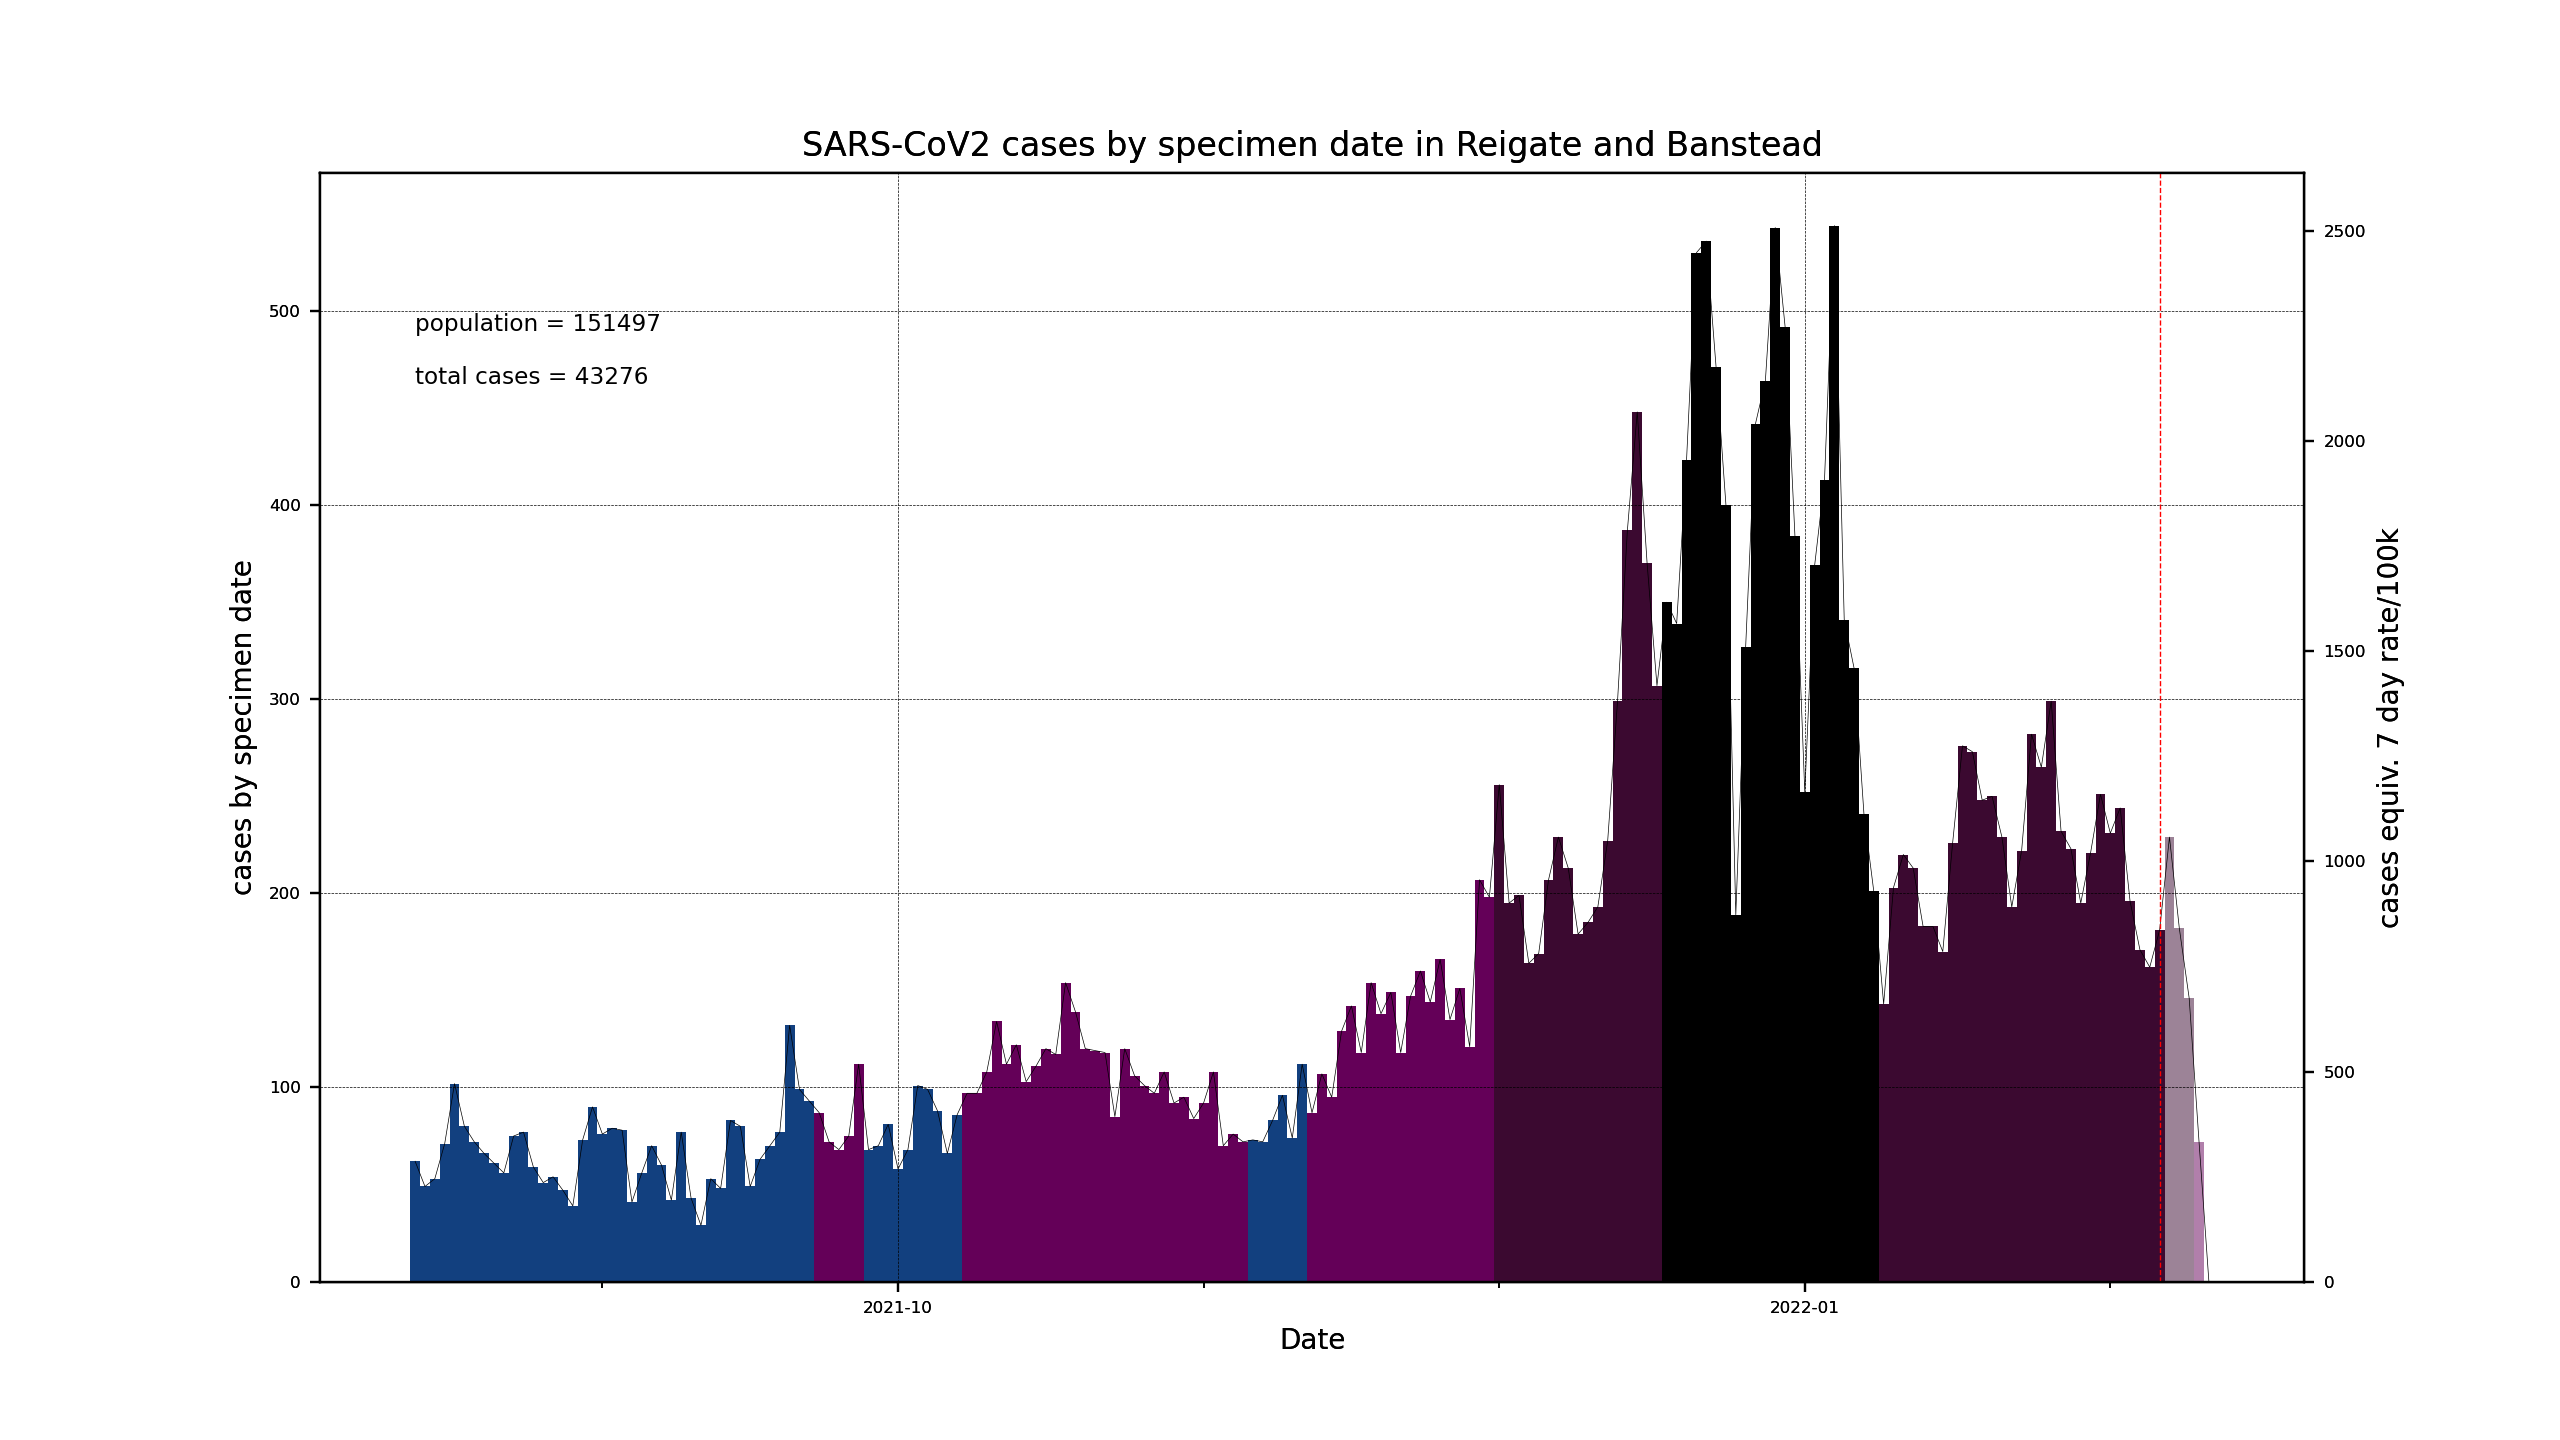 SARS-CoV2 cases by specimen date in Reigate and Banstead
population = 151497
total cases = 43276
cases by specimen date
500
400
300
200
100
0
2500
2000
1500
1000
500
0
cases equiv. 7 day rate/100k
2021-10
2022-01
Date